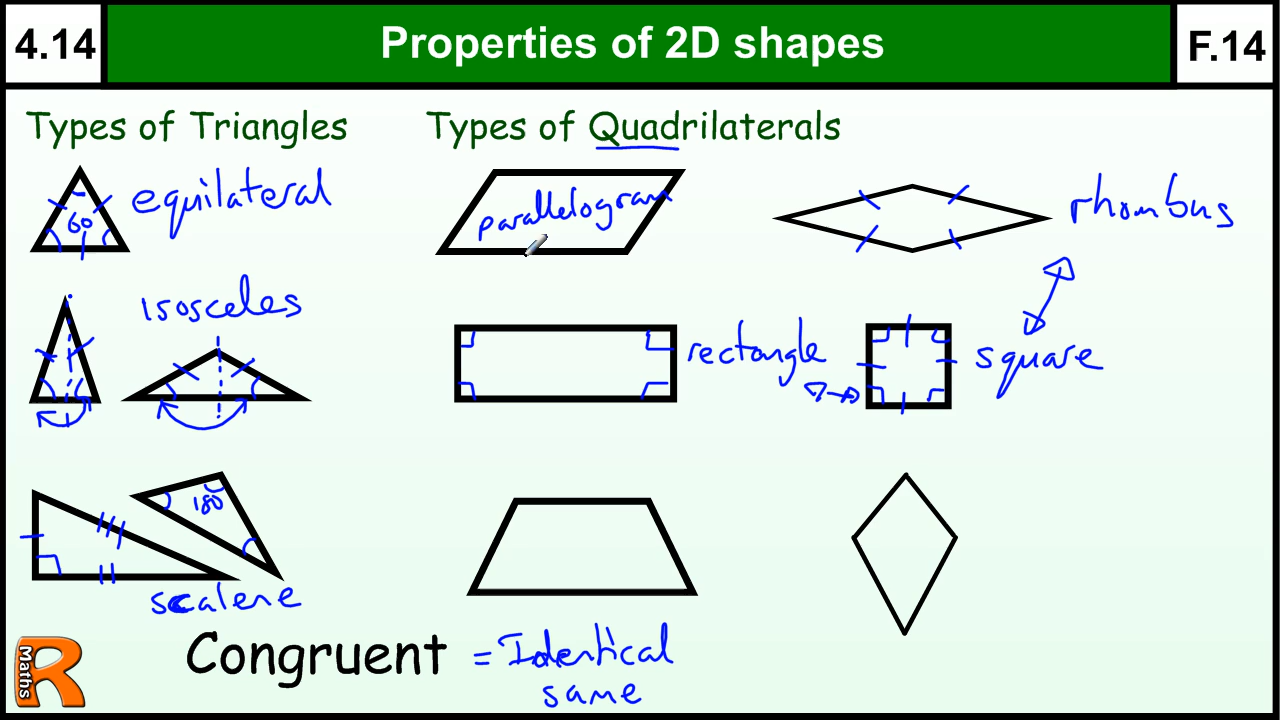 4.14
Properties of 2D shapes
F.14
Types of Triangles
Types of Quadrilaterals
equilateral
60
parallelogram
rhombus
isosceles
rectangle
square
180
scalene
Congruent = Identical
same
Maths
R